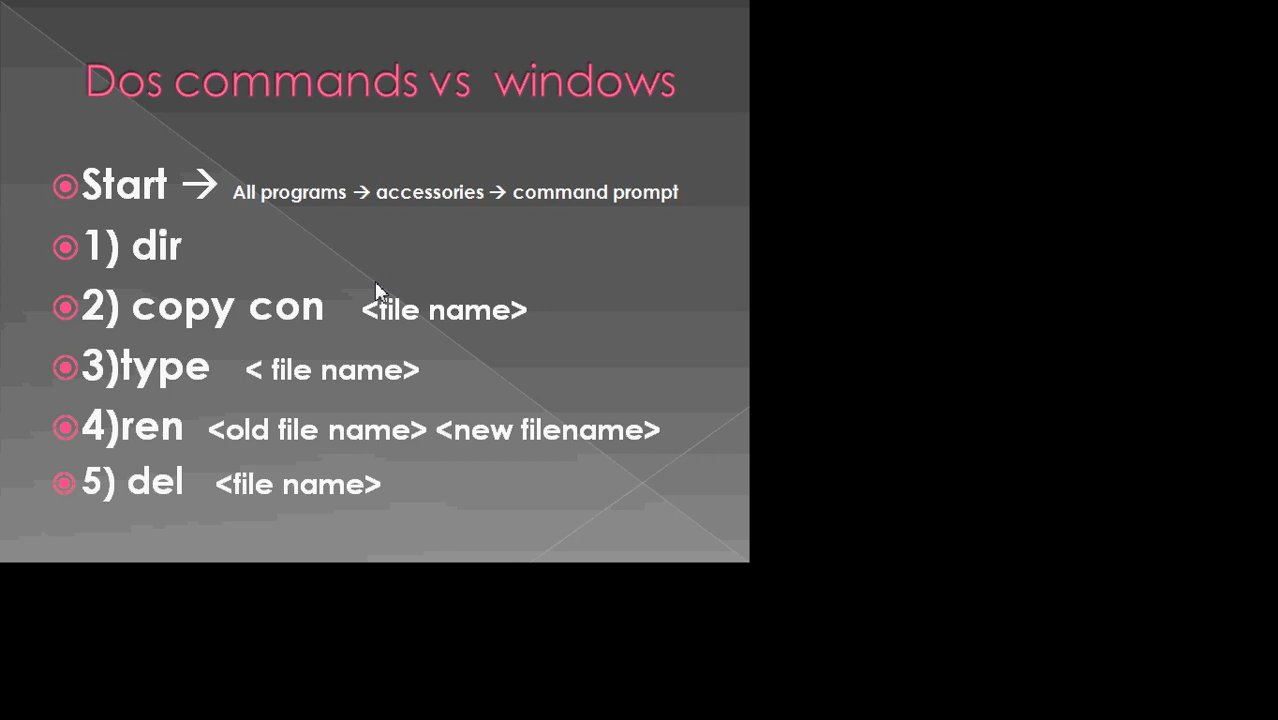 Dos commands vs windows
Start → All programs → accessories → command prompt
1) dir
2) copy con <file name>
3)type < file name>
4)ren <old file name> <new filename>
5) del <file name>